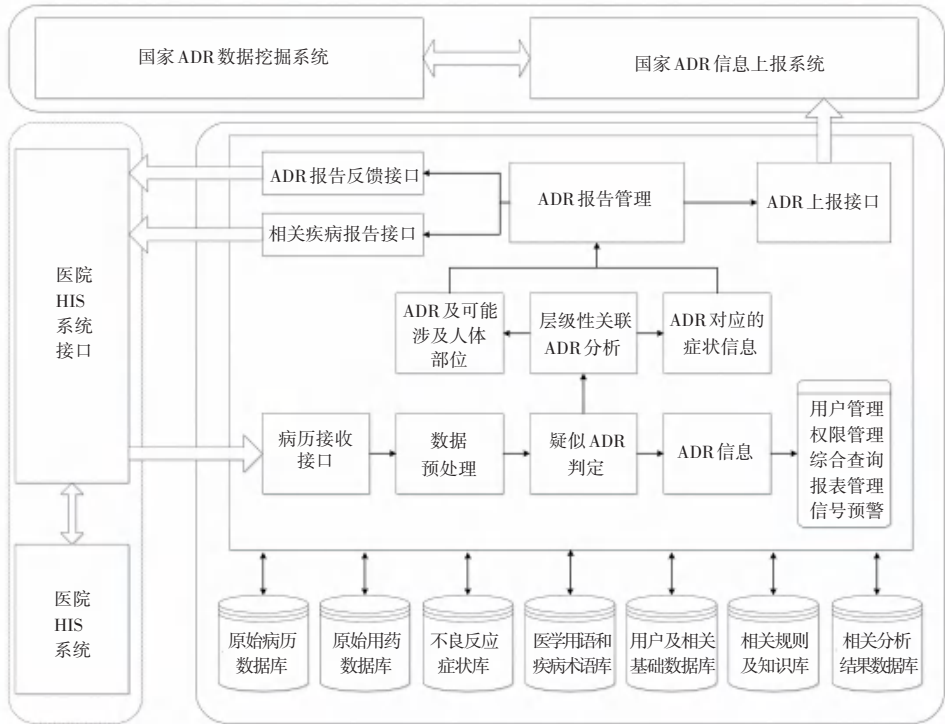 国家ADR数据挖掘系统
国家ADR信息上报系统
医院
HIS
系统
接口
医院
HIS
系统
ADR报告反馈接口
相关疾病报告接口
ADR报告管理
ADR上报接口
ADR及可能
涉及人体
部位
层级性关联
ADR分析
ADR对应的
症状信息
病历接收
接口
数据
预处理
疑似ADR
判定
ADR信息
用户管理
权限管理
综合查询
报表管理
信号预警
原始病历
数据库
原始用药
数据库
不良反应
症状库
医学用语和
疾病术语库
用户及相关
基础数据库
相关规则
及知识库
相关分析
结果数据库